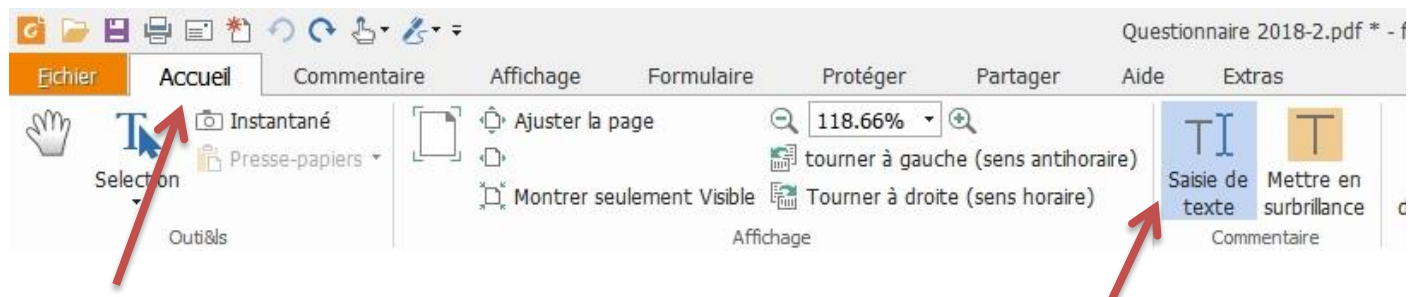 Questionnaire 2018-2.pdf * - f
Fichier Accueil Commentaire Affichage Formulaire Protéger Partager Aide Extras
Instantané
Presse-papiers
Selection
Outi&ls
Ajuster la page
Montrer seulement Visible
118.66%
tourner à gauche (sens antihoraire)
Tourner à droite (sens horaire)
Affichage
Saisie de
texte
Mettre en
surbrillance
Commentaire